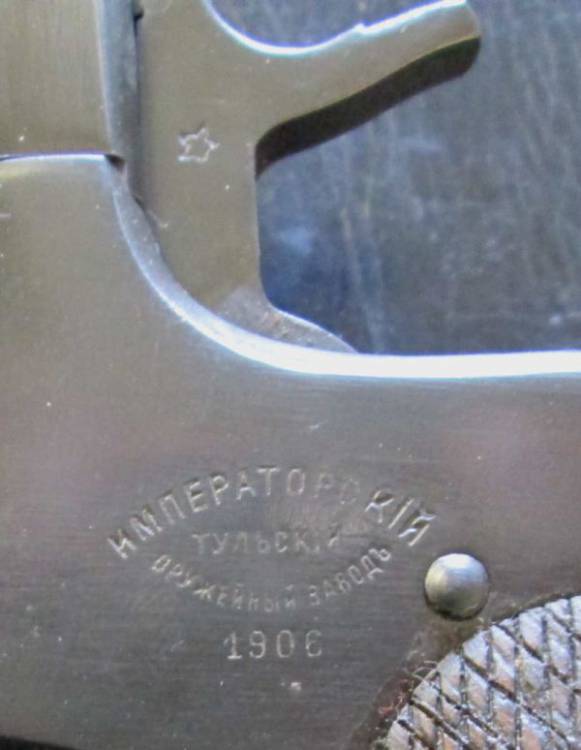 ИМПЕРАТОРСКІЙ
ТУЛЬСКІЙ
ОРУЖЕЙНЫЙ ЗАВОДЪ
1906